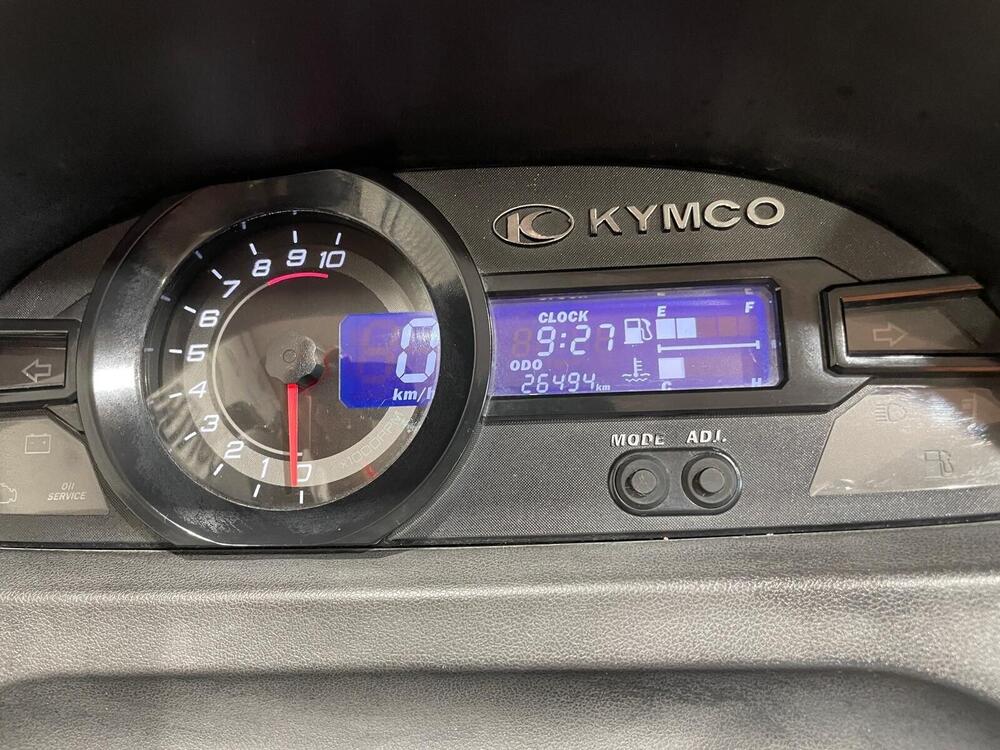 KYMCO
10
9
8
7
6
5
4
3
2
1
0
0
km/h
CLOCK
9:27
ODO
26494 km
E F
C H
MODE ADJ.
OIL
SERVICE